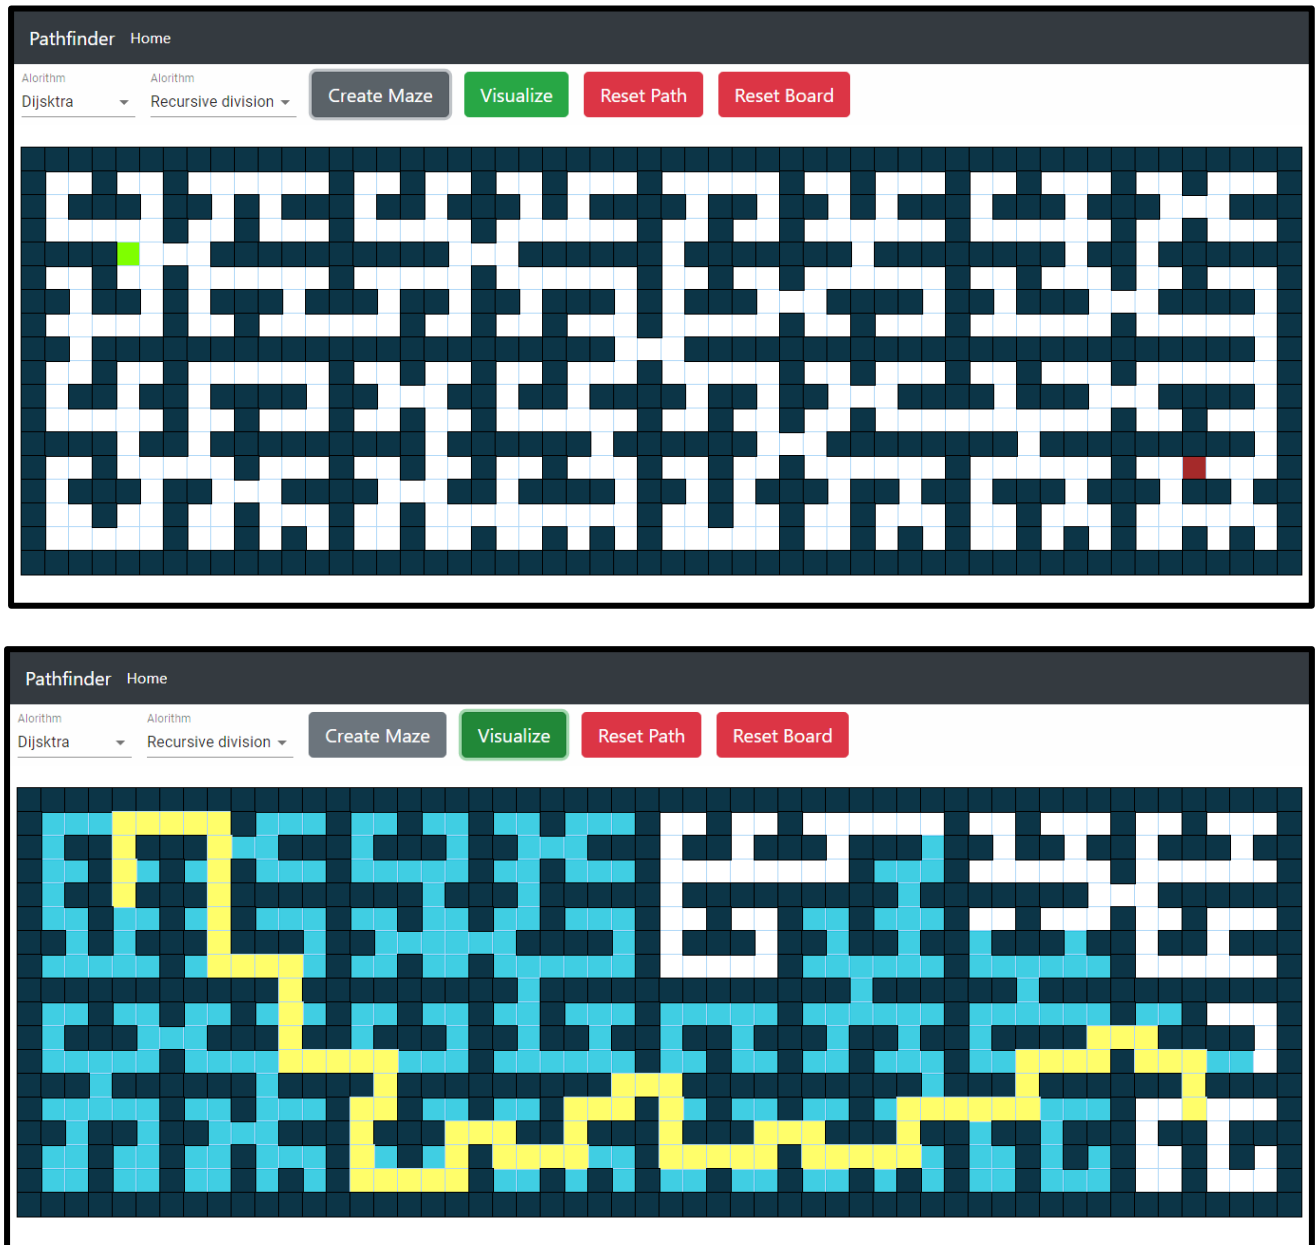 Pathfinder Home
Alorithm Alorithm
Dijsktra Recursive division Create Maze Visualize Reset Path Reset Board
Pathfinder Home
Alorithm Alorithm
Dijsktra Recursive division Create Maze Visualize Reset Path Reset Board